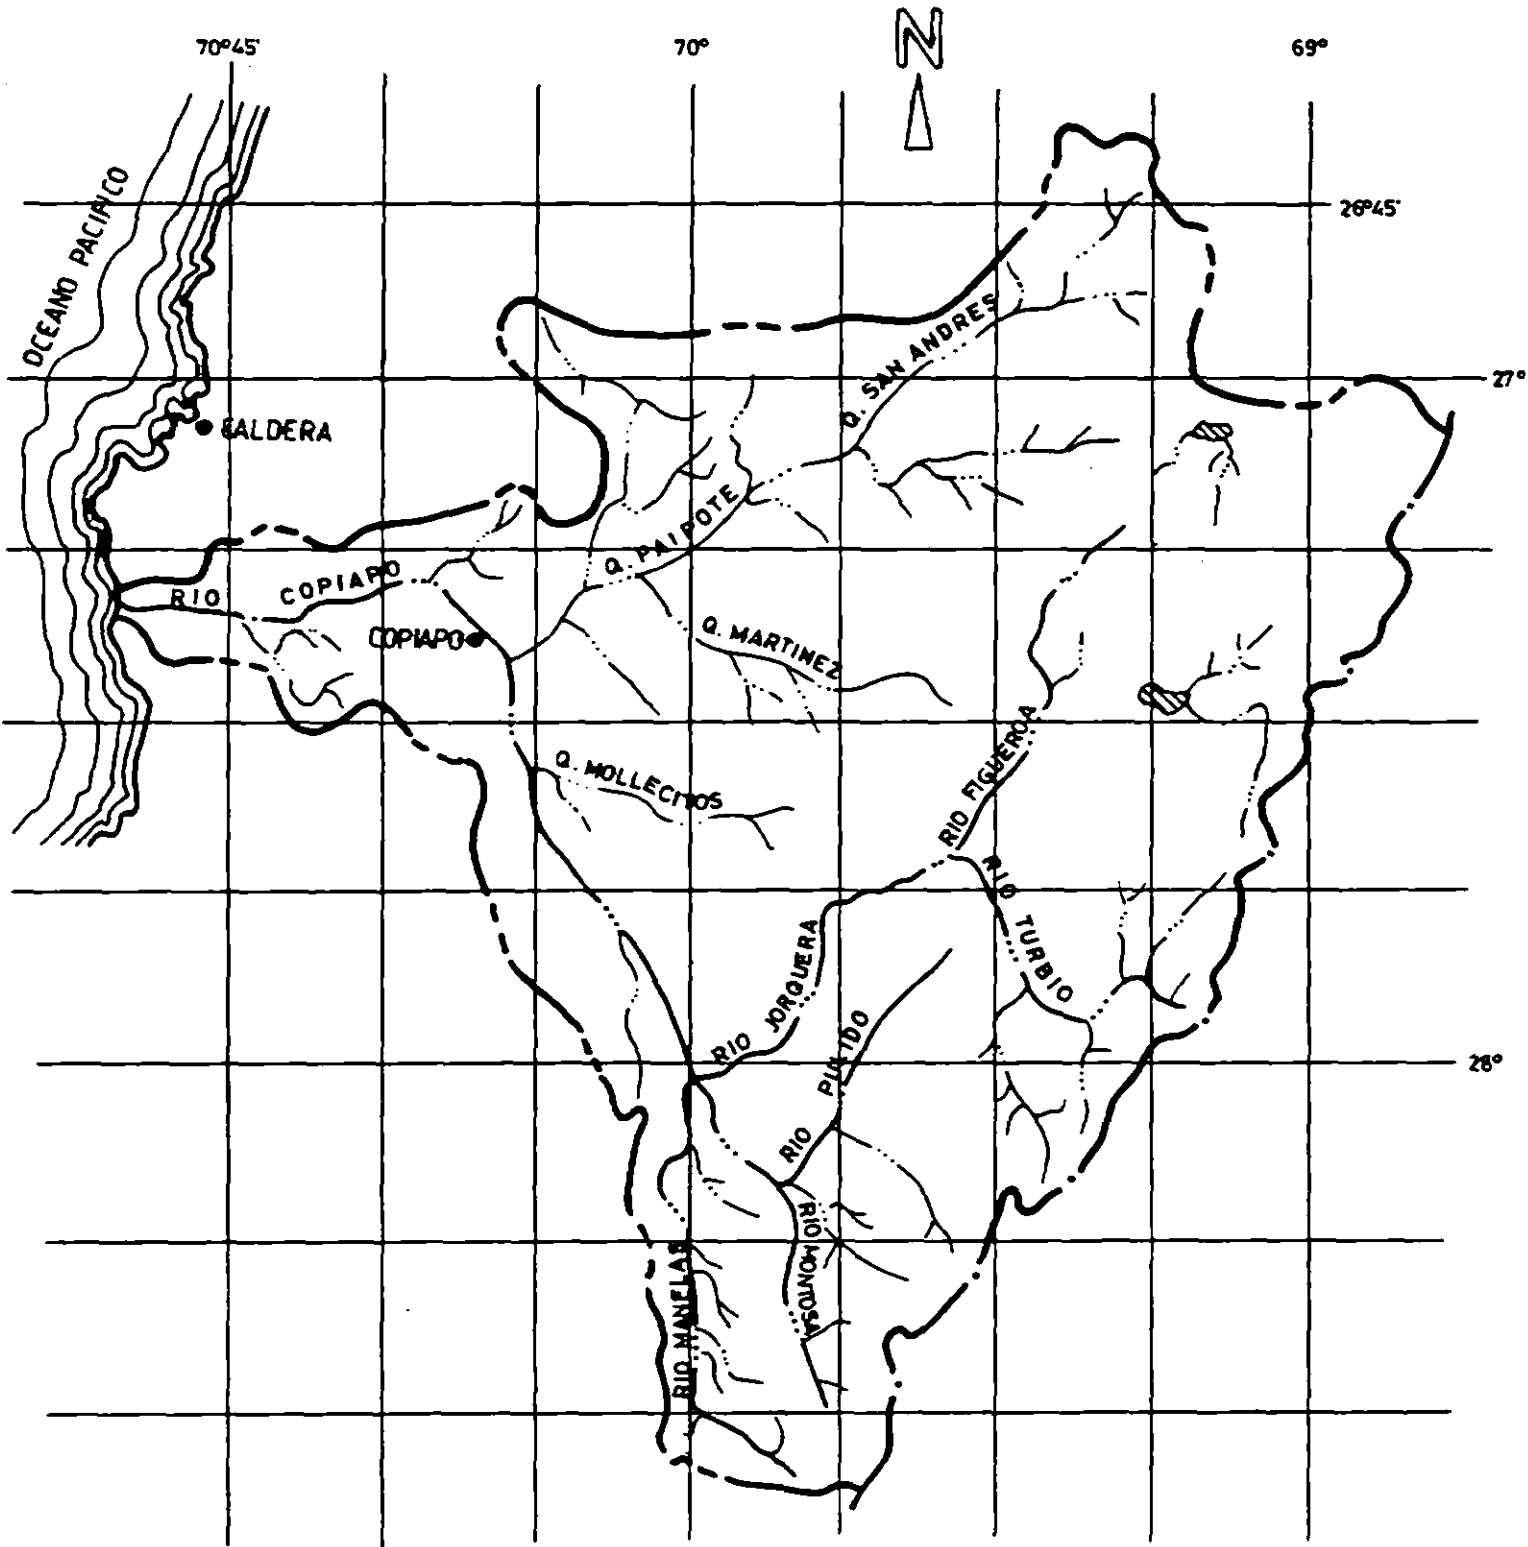 N
70°45'
70°
69°
26°45'
27°
28°
OCEANO PACIFICO
CALDERA
RIO COPIAPO
COPIAPO
Q. SAN ANDRES
Q. PAIPOTE
Q. MARTINEZ
Q. MOLLECITOS
RIO FIGUEROA
RIO TURBIO
RIO JORQUERA
RIO PULIDO
RIO MONTOSA
RIO MANFLAS